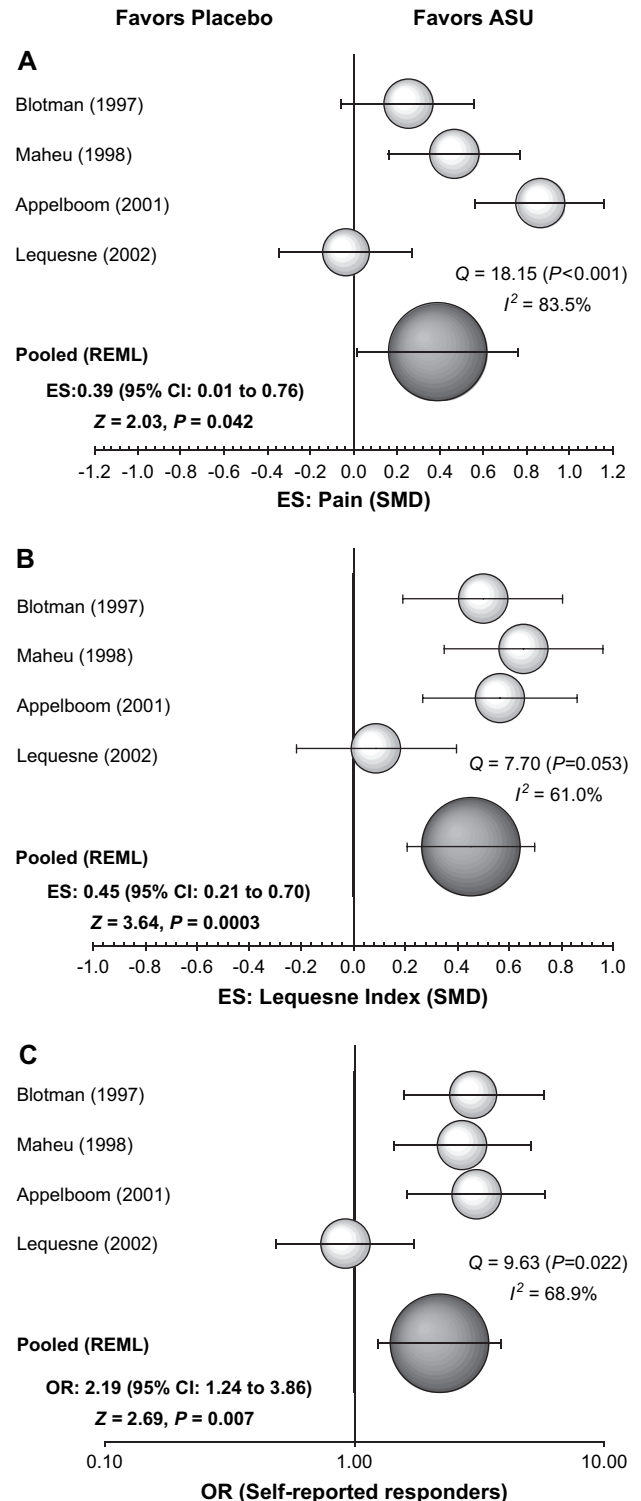 Favors Placebo Favors ASU
A
Blotman (1997)
Maheu (1998)
Appelboom (2001)
Lequesne (2002)
Q = 18.15 (P<0.001)
I² = 83.5%
Pooled (REML)
ES:0.39 (95% CI: 0.01 to 0.76)
Z = 2.03, P = 0.042
-1.2 -1.0 -0.8 -0.6 -0.4 -0.2 0.0 0.2 0.4 0.6 0.8 1.0 1.2
ES: Pain (SMD)
B
Blotman (1997)
Maheu (1998)
Appelboom (2001)
Lequesne (2002)
Q = 7.70 (P=0.053)
I² = 61.0%
Pooled (REML)
ES: 0.45 (95% CI: 0.21 to 0.70)
Z = 3.64, P = 0.0003
-1.0 -0.8 -0.6 -0.4 -0.2 0.0 0.2 0.4 0.6 0.8 1.0
ES: Lequesne Index (SMD)
C
Blotman (1997)
Maheu (1998)
Appelboom (2001)
Lequesne (2002)
Q = 9.63 (P=0.022)
I² = 68.9%
Pooled (REML)
OR: 2.19 (95% CI: 1.24 to 3.86)
Z = 2.69, P = 0.007
0.10 1.00 10.00
OR (Self-reported responders)